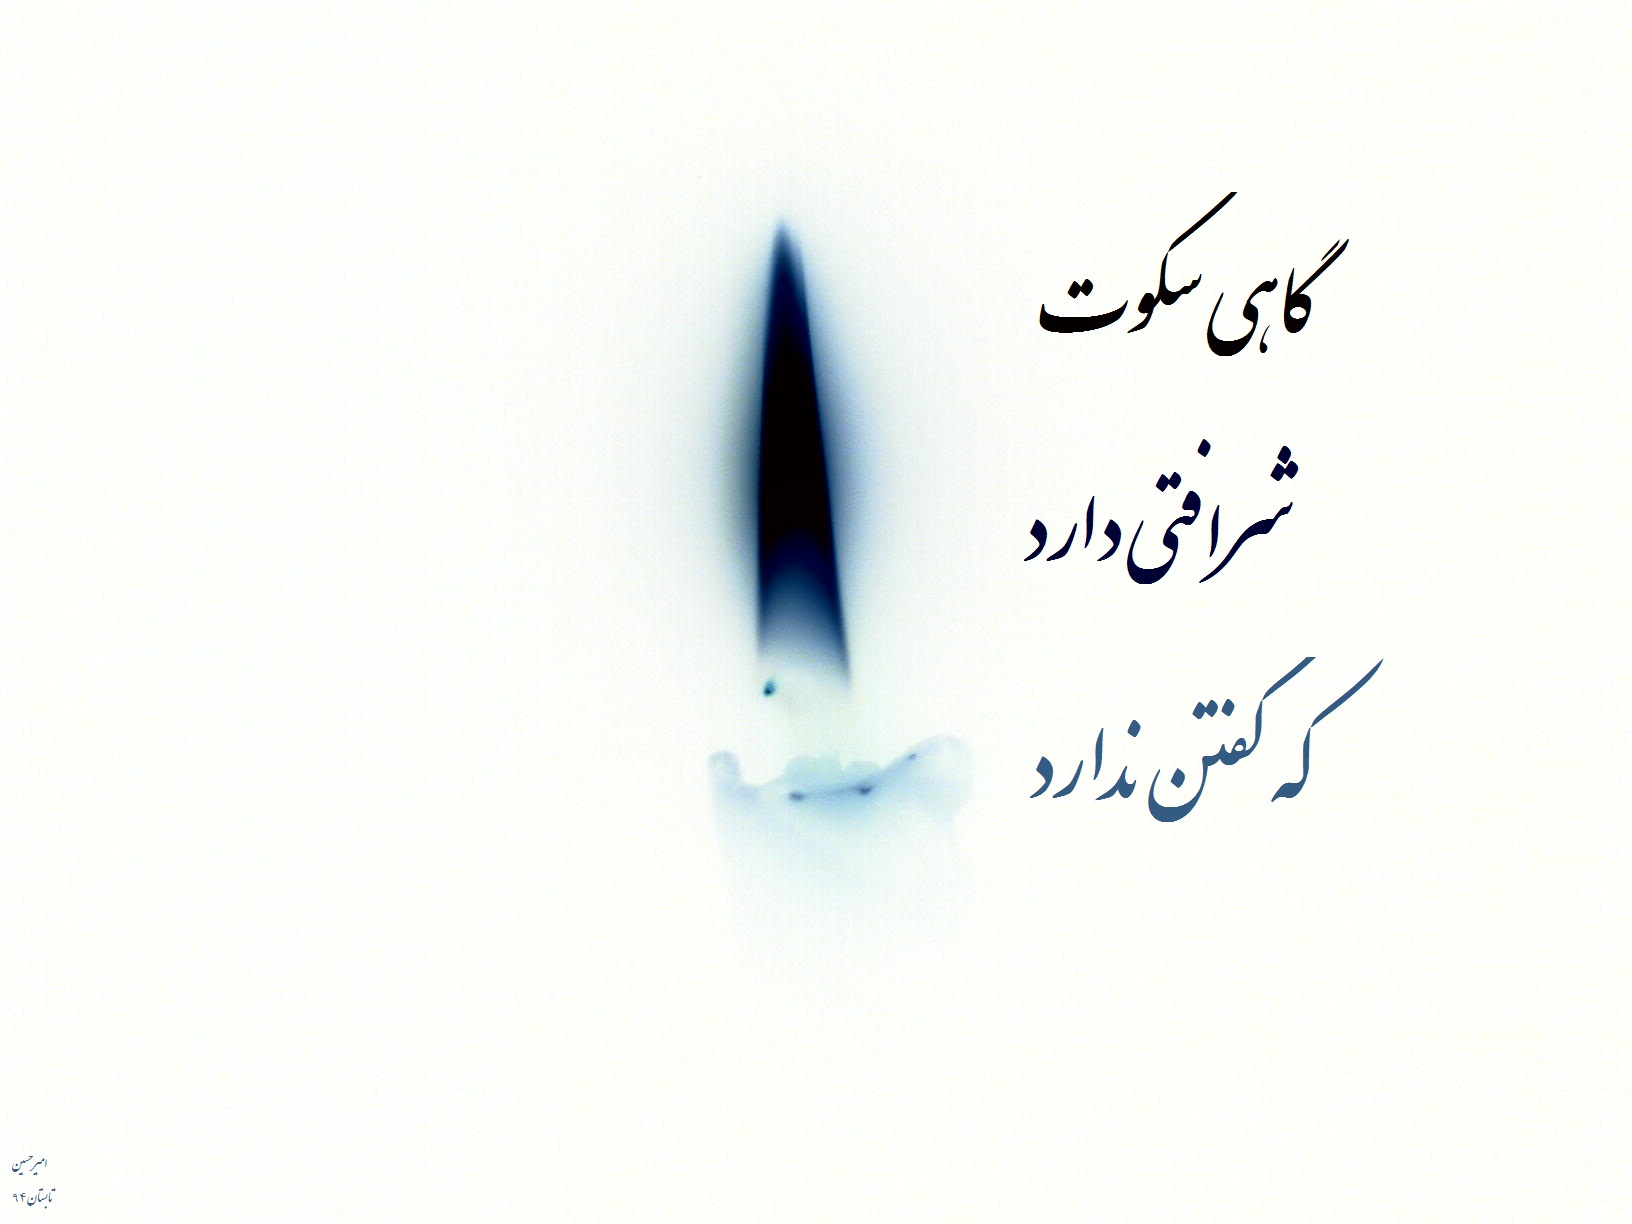 گاهی سکوت
شرافتی دارد
که گفتن ندارد
امیرحسین
تابستان ۹۴